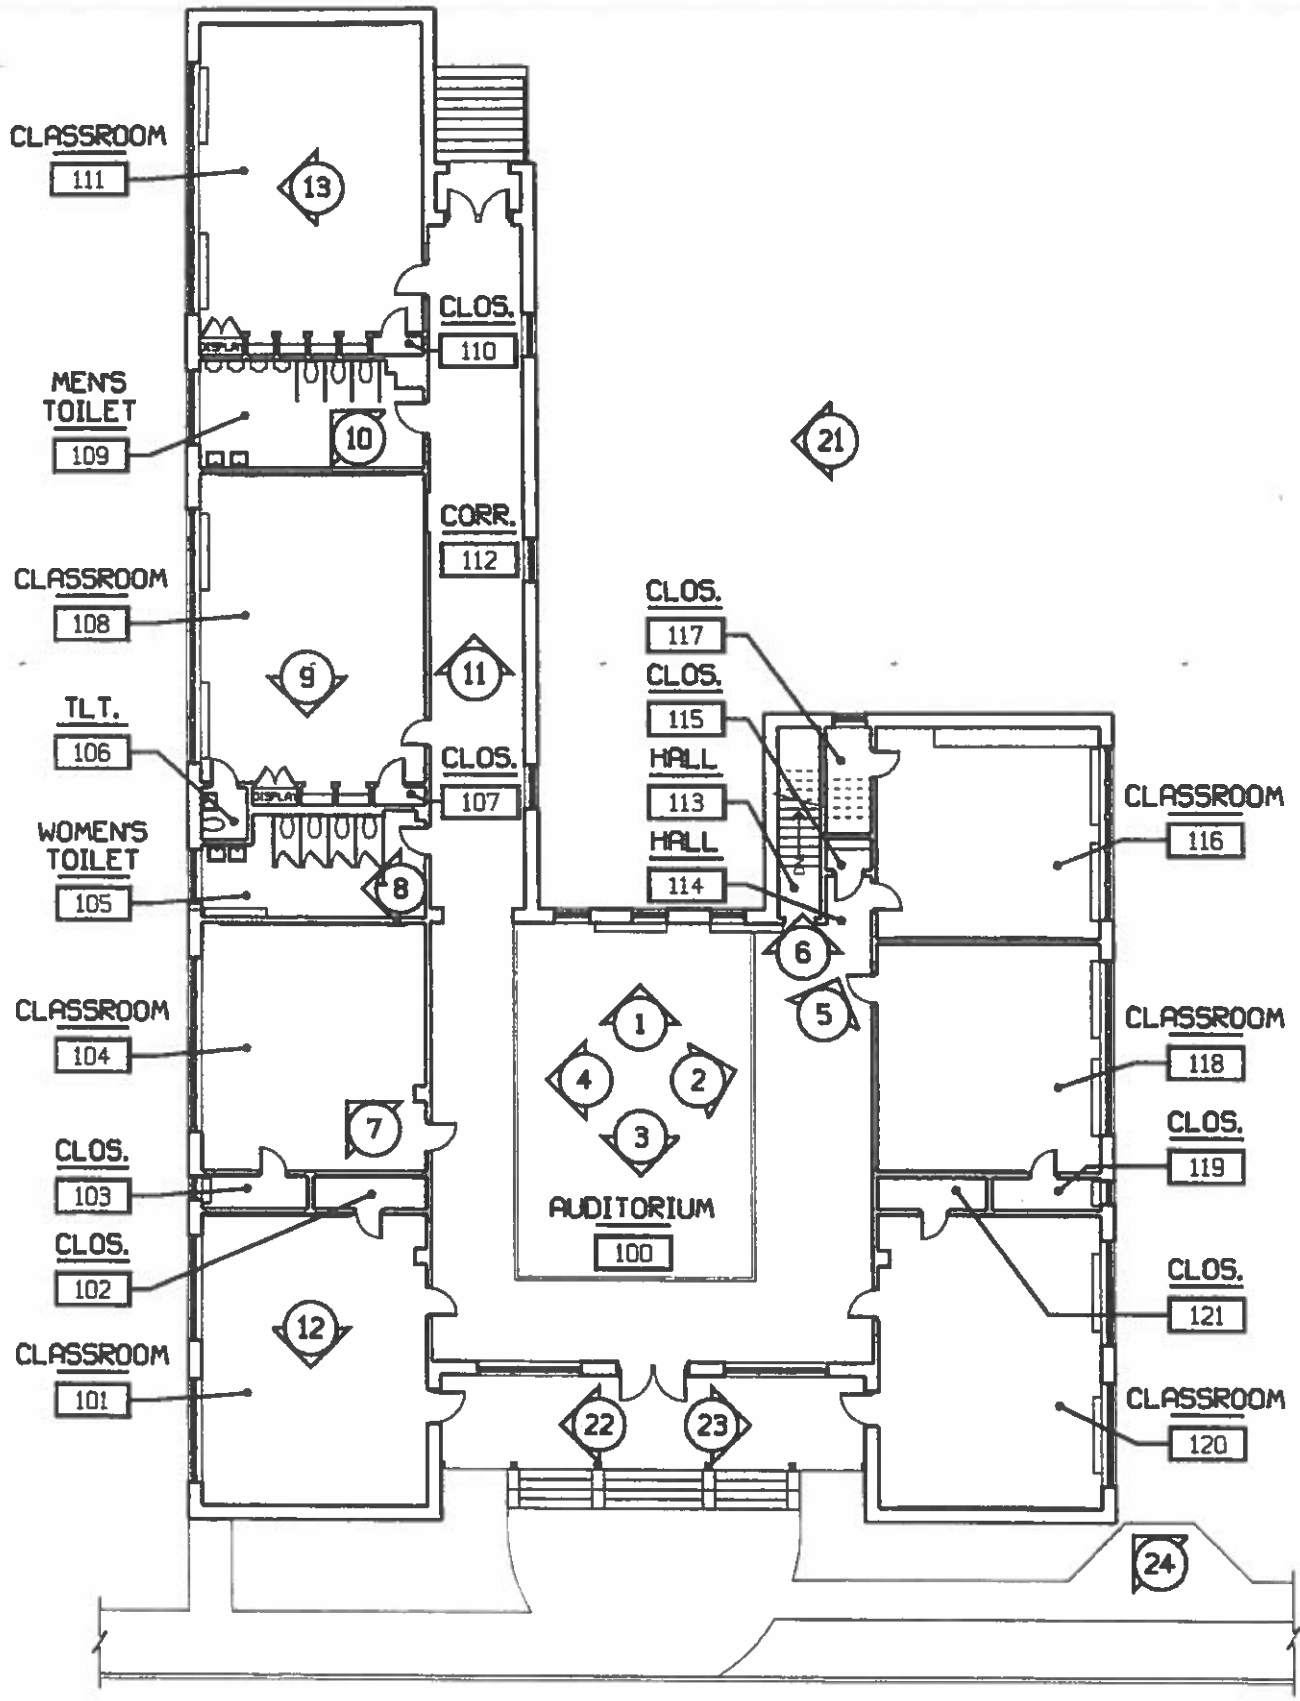 CLASSROOM
111
13
CLOS.
110
DISPLAY
MEN'S
TOILET
109
10
21
CORR.
112
CLASSROOM
108
9
11
CLOS.
117
CLOS.
115
HALL
113
HALL
114
TLT.
106
CLOS.
107
DISPLAY
WOMEN'S
TOILET
105
8
DN
CLASSROOM
116
6
5
CLASSROOM
104
1
4
2
3
7
CLASSROOM
118
CLOS.
103
CLOS.
119
AUDITORIUM
100
CLOS.
102
CLOS.
121
12
CLASSROOM
101
22
23
CLASSROOM
120
24